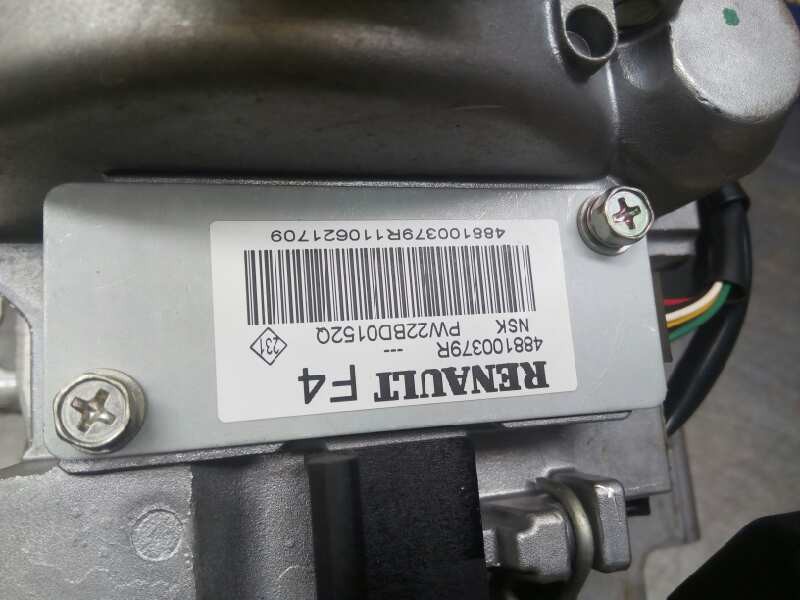 RENAULT F4
488100379R
---
NSK PW22BD0152Q
231
488100379R110621709